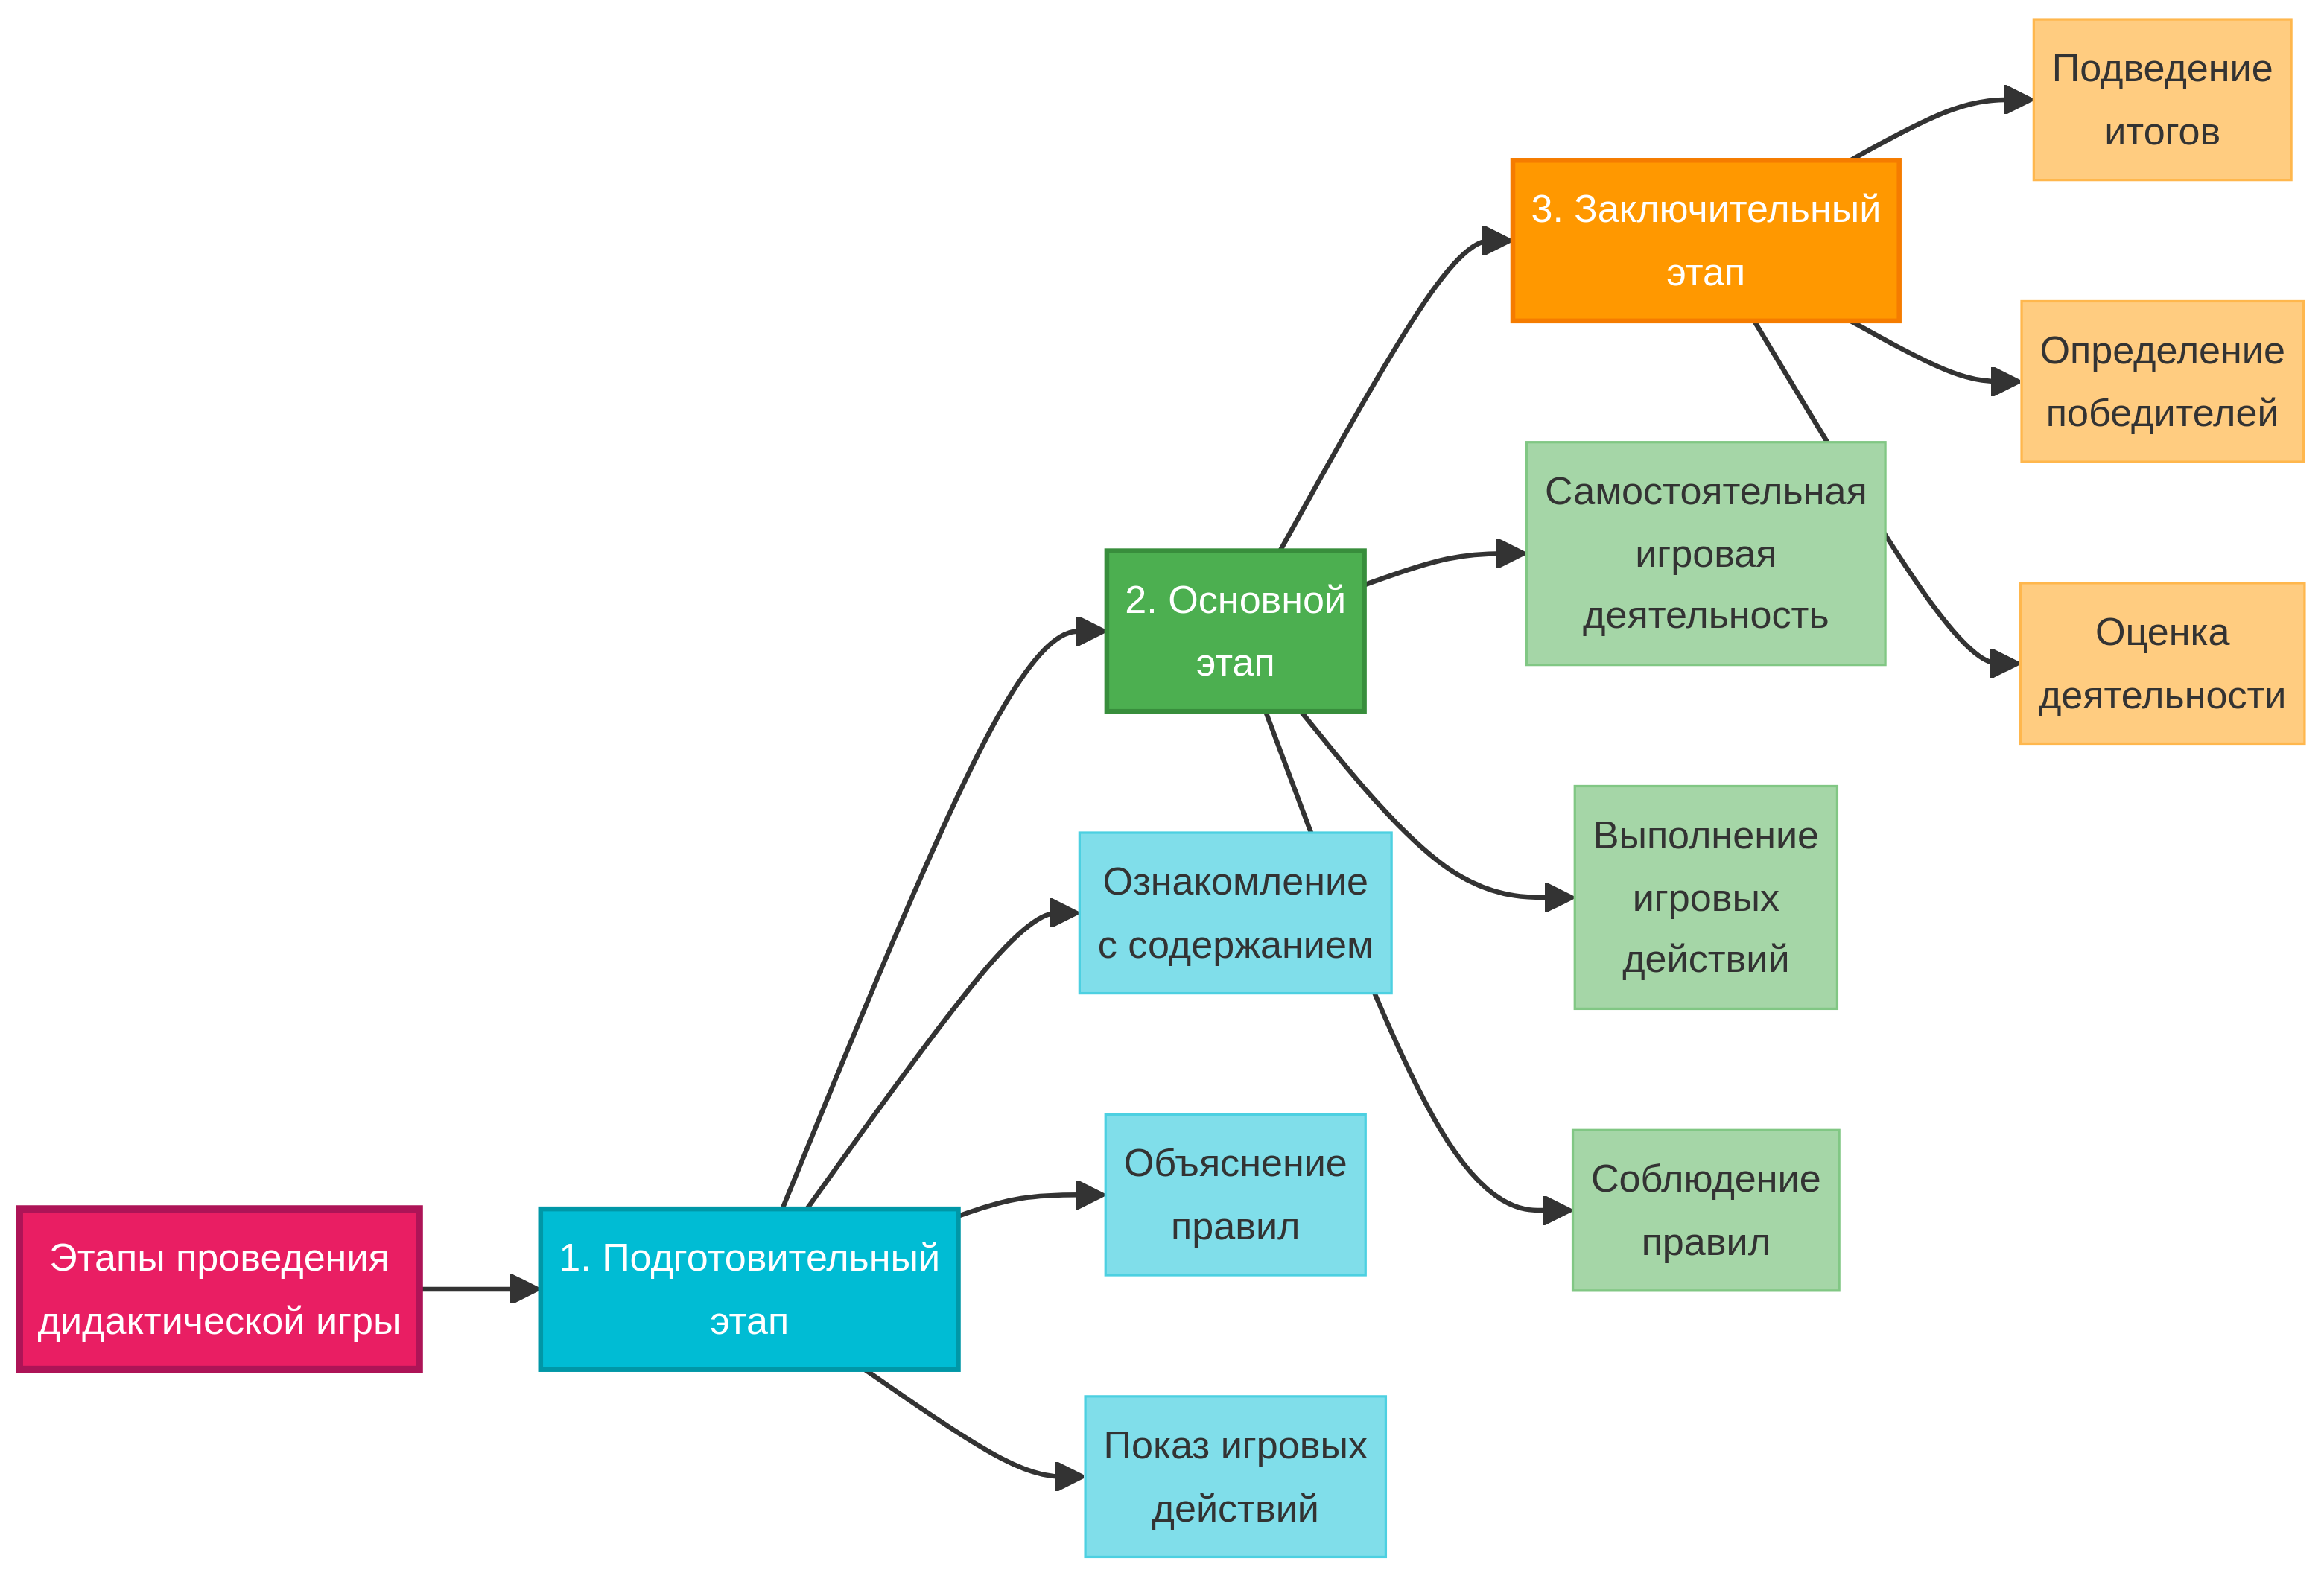 Этапы проведения
дидактической игры
1. Подготовительный
этап
Ознакомление
с содержанием
Объяснение
правил
Показ игровых
действий
2. Основной
этап
Самостоятельная
игровая
деятельность
Выполнение
игровых
действий
Соблюдение
правил
3. Заключительный
этап
Подведение
итогов
Определение
победителей
Оценка
деятельности